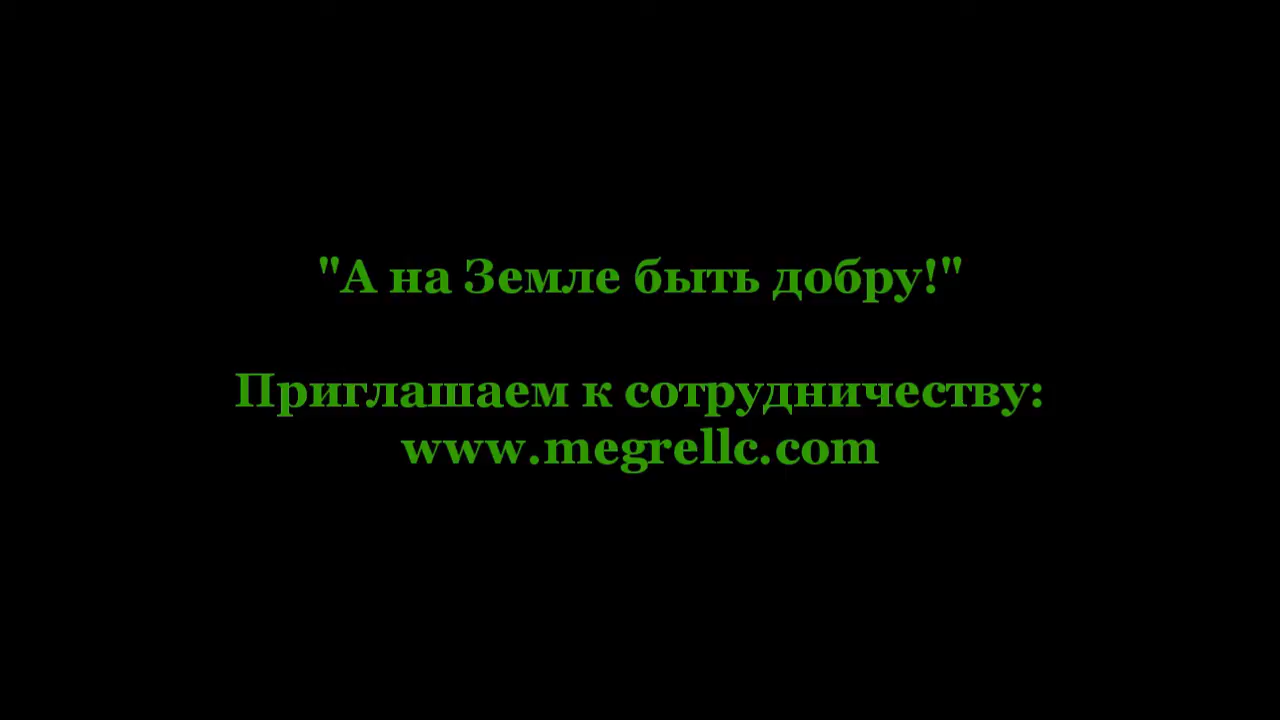 "А на Земле быть добру!"
Приглашаем к сотрудничеству:
www.megrellc.com